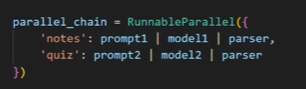 parallel_chain = RunnableParallel({
    'notes': prompt1 | model1 | parser,
    'quiz': prompt2 | model2 | parser
})